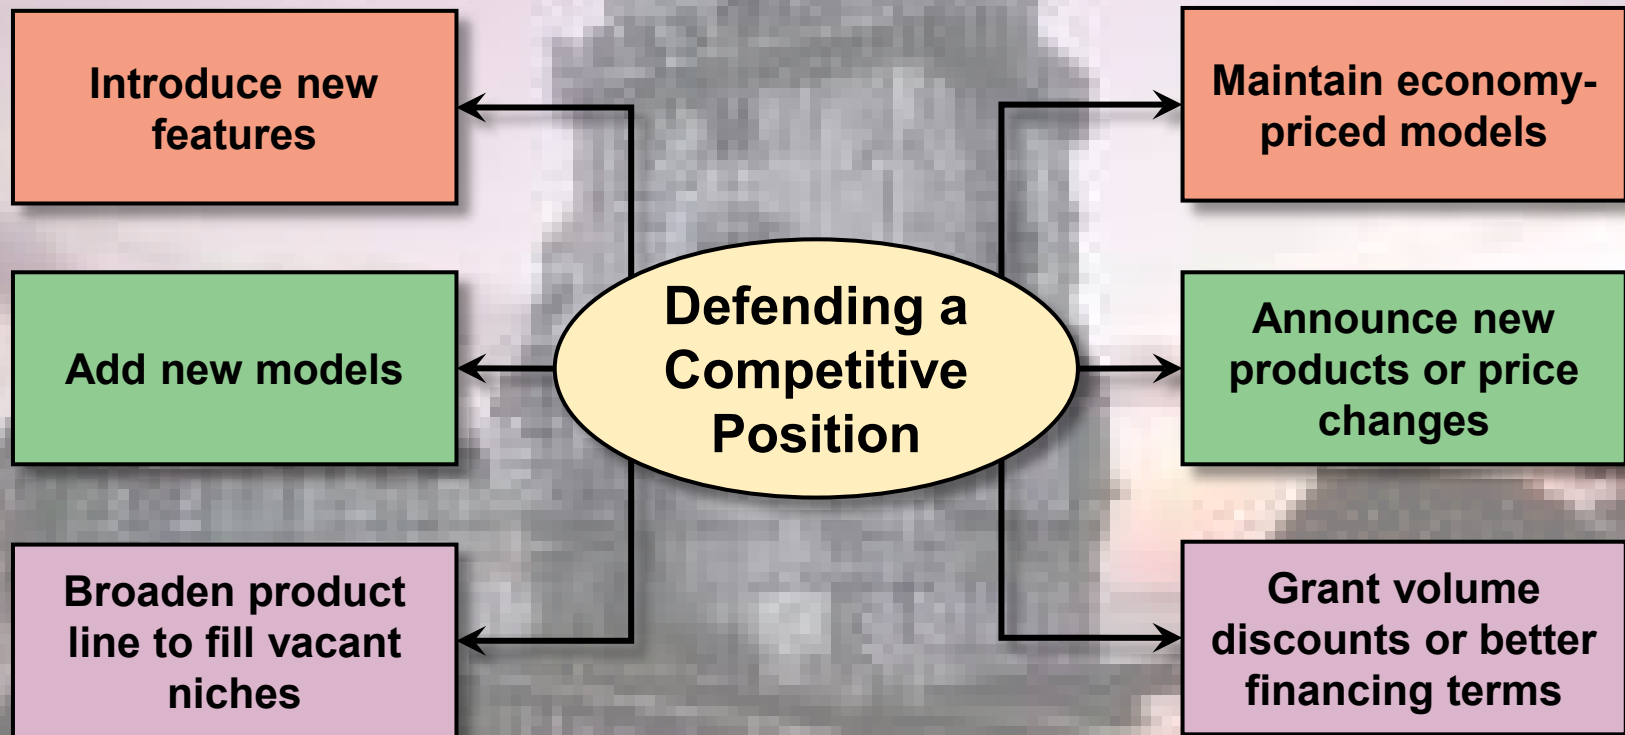 Introduce new
features
Maintain economy-
priced models
Defending a
Competitive
Position
Add new models
Announce new
products or price
changes
Broaden product
line to fill vacant
niches
Grant volume
discounts or better
financing terms